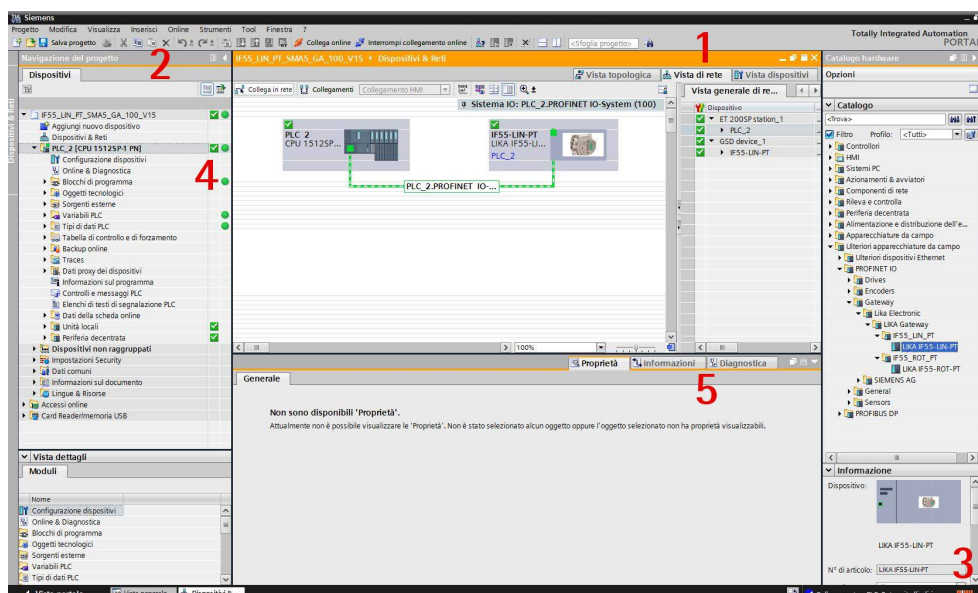 Siemens
Progetto Modifica Visualizza Inserisci Online Strumenti Tool Finestra ?
Salva progetto Collega online Interrompi collegamento online <Sfoglia progetto>
Totally Integrated Automation
PORTAL
Navigazione del progetto
Dispositivi
Dispositivi & Reti
IF55_LIN_PT_SMA5_GA_100_V15
Aggiungi nuovo dispositivo
Dispositivi & Reti
PLC_2 [CPU 1512SP-1 PN]
Configurazione dispositivi
Online & Diagnostica
Blocchi di programma
Oggetti tecnologici
Sorgenti esterne
Variabili PLC
Tipi di dati PLC
Tabella di controllo e di forzamento
Backup online
Traces
Dati proxy dei dispositivi
Informazioni sul programma
Controlli e messaggi PLC
Elenchi di testi di segnalazione PLC
Dati della scheda online
Unità locali
Periferia decentrata
Dispositivi non raggruppati
Impostazioni Security
Dati comuni
Informazioni sul documento
Lingue & Risorse
Accessi online
Card Reader/memoria USB
2
4
Vista dettagli
Moduli
Nome
Configurazione dispositivi
Online & Diagnostica
Blocchi di programma
Oggetti tecnologici
Sorgenti esterne
Variabili PLC
Tipi di dati PLC
IF55_LIN_PT_SMA5_GA_100_V15 Dispositivi & Reti
1
Vista topologica Vista di rete Vista dispositivi
Collega in rete Collegamenti Collegamento HMI
Sistema IO: PLC_2.PROFINET IO-System (100)
PLC 2
CPU 1512SP...
IF55-LIN-PT
LIKA IF55-LI...
PLC_2
PLC_2.PROFINET IO-...
100%
Vista generale di re...
Dispositivo
ET 200SP station_1
PLC_2
GSD device_1
IF55-LIN-PT
Proprietà Informazioni Diagnostica
5
Generale
Non sono disponibili 'Proprietà'.
Attualmente non è possibile visualizzare le 'Proprietà'. Non è stato selezionato alcun oggetto oppure l'oggetto selezionato non ha proprietà visualizzabili.
Catalogo hardware
Opzioni
Catalogo
<Trova>
Filtro Profilo: <Tutti>
Controllori
HMI
Sistemi PC
Azionamenti & avviatori
Componenti di rete
Rileva e controlla
Periferia decentrata
Alimentazione e distribuzione dell'e...
Apparecchiature da campo
Ulteriori apparecchiature da campo
Ulteriori dispositivi Ethernet
PROFINET IO
Drives
Encoders
Gateway
Lika Electronic
LIKA Gateway
IF55_LIN_PT
LIKA IF55-LIN-PT
IF55_ROT_PT
LIKA IF55-ROT-PT
SIEMENS AG
General
Sensors
PROFIBUS DP
Informazione
Dispositivo:
LIKA IF55-LIN-PT
N° di articolo: LIKA IF55-LIN-PT
3